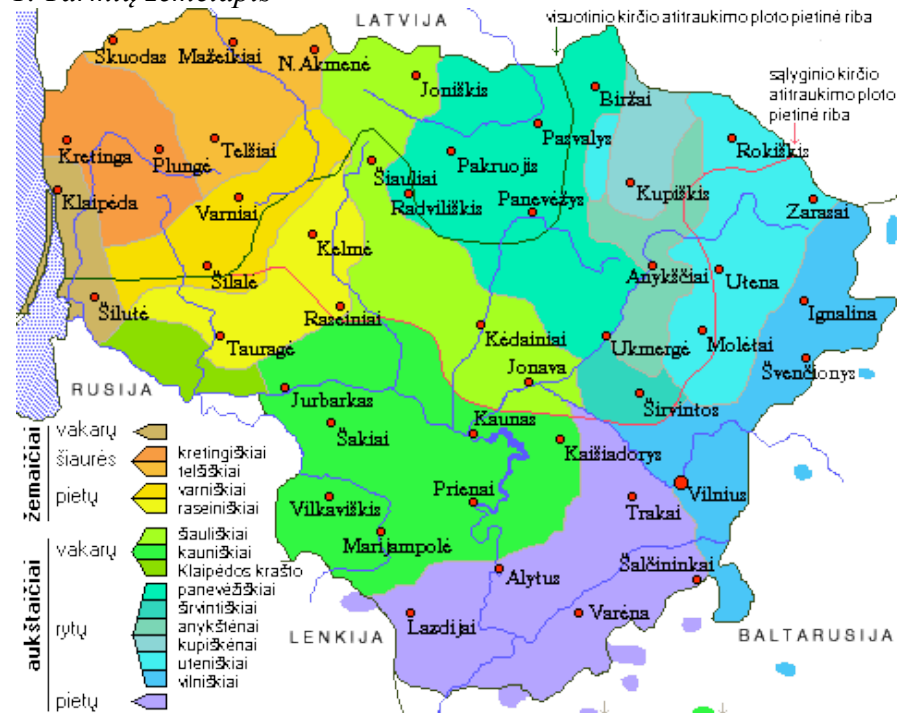 LATVIJA
visuotinio kirčio atitraukimo ploto pietinė riba
sąlyginio kirčio
atitraukimo ploto
pietinė riba
Skuodas
Mažeikiai
N.Akmenė
Joniškis
Biržai
Pasvalys
Rokiškis
Kretinga
Plungė
Telšiai
Pakruojis
Šiauliai
Klaipėda
Varniai
Radviliškis
Panevėžys
Kupiškis
Zarasai
Kelmė
Šilalė
Anykščiai
Utena
Šilutė
Raseiniai
Ignalina
Tauragė
Kėdainiai
Ukmergė
Molėtai
Švenčionys
RUSIJA
Jurbarkas
Jonava
Širvintos
Šakiai
Kaunas
Kaišiadorys
Vilkaviškis
Prienai
Trakai
Vilnius
Marijampolė
Alytus
Šalčininkai
Lazdijai
Varėna
LENKIJA
BALTARUSIJA
žemaičiai
vakarų
šiaurės
kretingiškiai
telšiškiai
pietų
varniškiai
raseiniškiai
aukštaičiai
vakarų
šiauliškiai
kauniškiai
Klaipėdos krašto
rytų
panevėžiškiai
širvintiškiai
anykštėnai
kupiškėnai
uteniškiai
vilniškiai
pietų